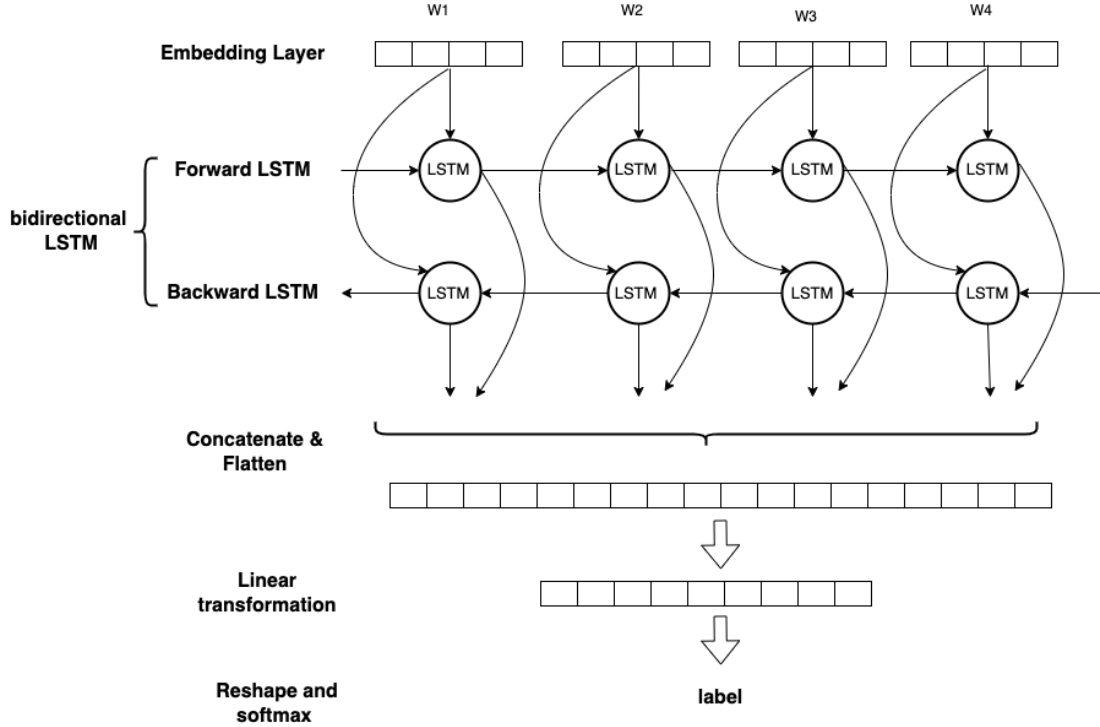 W1
W2
W3
W4
Embedding Layer
Forward LSTM
LSTM
LSTM
LSTM
LSTM
bidirectional
LSTM
Backward LSTM
LSTM
LSTM
LSTM
LSTM
Concatenate &
Flatten
Linear
transformation
Reshape and
softmax
label